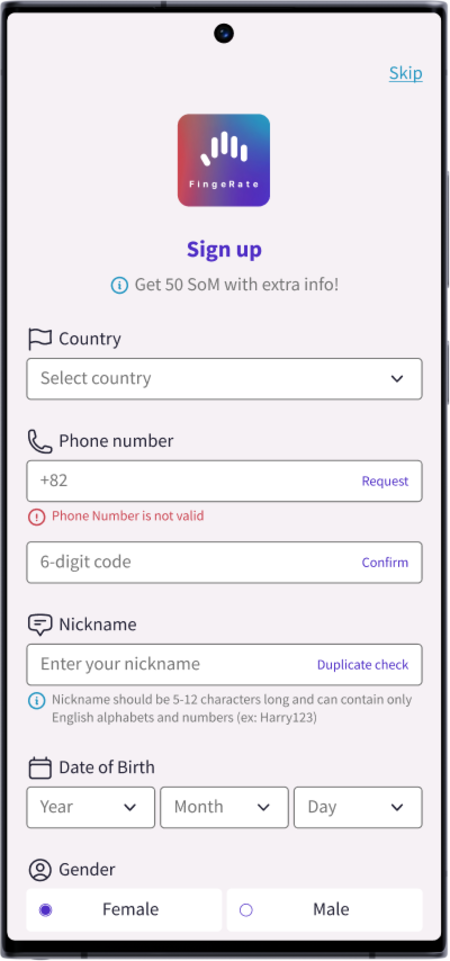 Skip
FingeRate
Sign up
Get 50 SoM with extra info!
Country
Select country
Phone number
+82 Request
Phone Number is not valid
6-digit code Confirm
Nickname
Enter your nickname Duplicate check
Nickname should be 5-12 characters long and can contain only
English alphabets and numbers (ex: Harry123)
Date of Birth
Year Month Day
Gender
Female Male